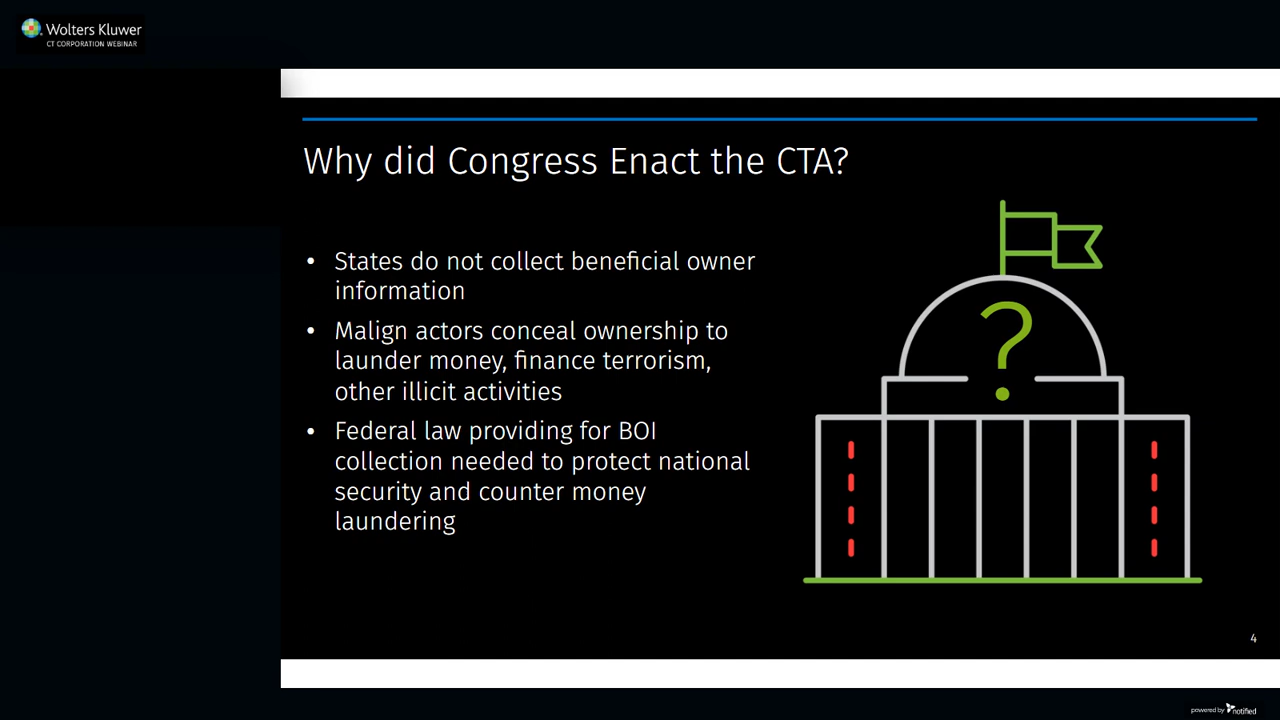 Wolters Kluwer
CT CORPORATION WEBINAR
Why did Congress Enact the CTA?
• States do not collect beneficial owner
information
• Malign actors conceal ownership to
launder money, finance terrorism,
other illicit activities
• Federal law providing for BOI
collection needed to protect national
security and counter money
laundering
?
4
powered by notified